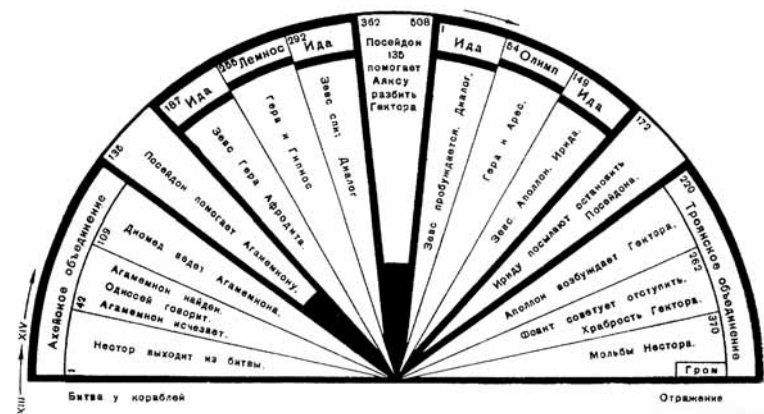 XIII
XIV
Ахейское объединение
1
Нестор выходит из битвы.
42
Агамемнон найден.
Одиссей говорит.
Агамемнон исчезает.
109
Диомед ведет Агамемнона.
135
Посейдон помогает Агамемнону.
187
Ида
Зевс Гера Афродита.
255
Лемнос
Гера и Гипнос
292
Ида
Зевс спит Диалог
362
508
Посейдон
135
помогает
Аяксу
разбить
Гектора
1
Ида
Зевс пробуждается. Диалог.
84
Олимп
Гера и Арес.
149
Ида
Зевс Аполлон. Ирида.
172
Ириду посылают остановить
Посейдона.
220
Троянское объединение
Аполлон возбуждает Гектора.
262
Фоант советует отступить.
Храбрость Гектора.
370
Мольбы Нестора.
Гром
Битва у кораблей
Отражение